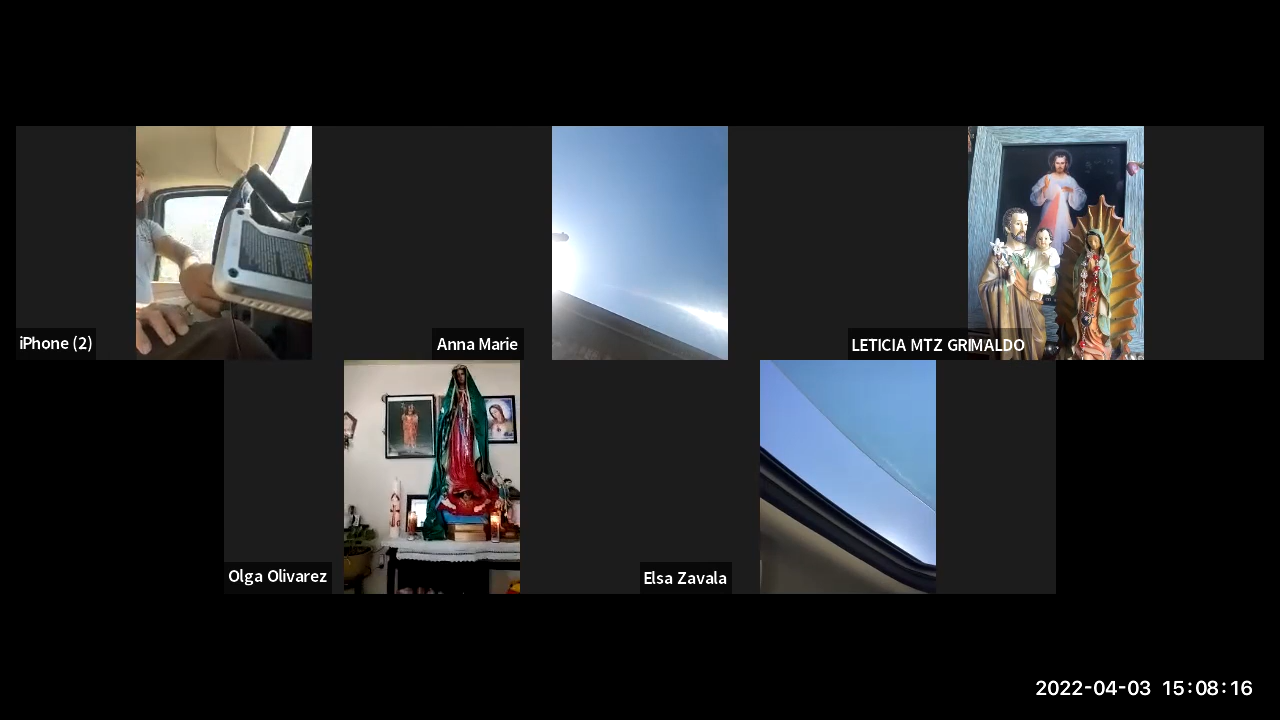 iPhone (2)
Anna Marie
LETICIA MTZ GRIMALDO
Olga Olivarez
Elsa Zavala
2022-04-03 15:08:16